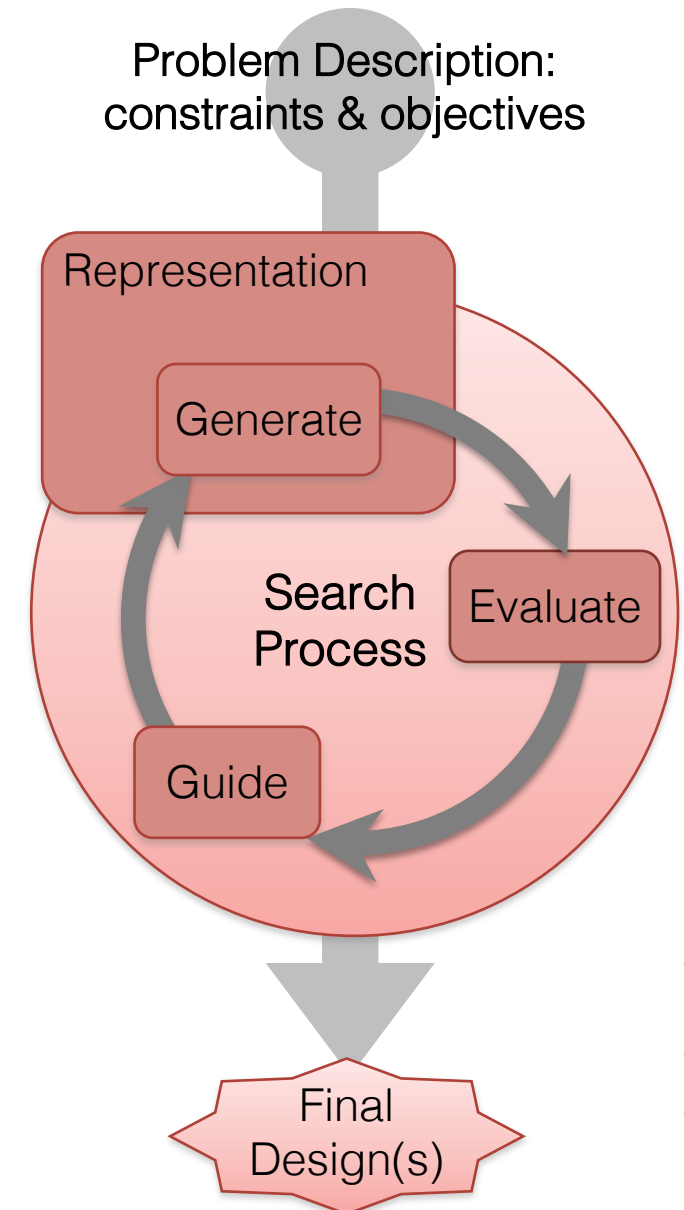 Problem Description:
constraints & objectives
Representation
Generate
Search
Process
Evaluate
Guide
Final
Design(s)